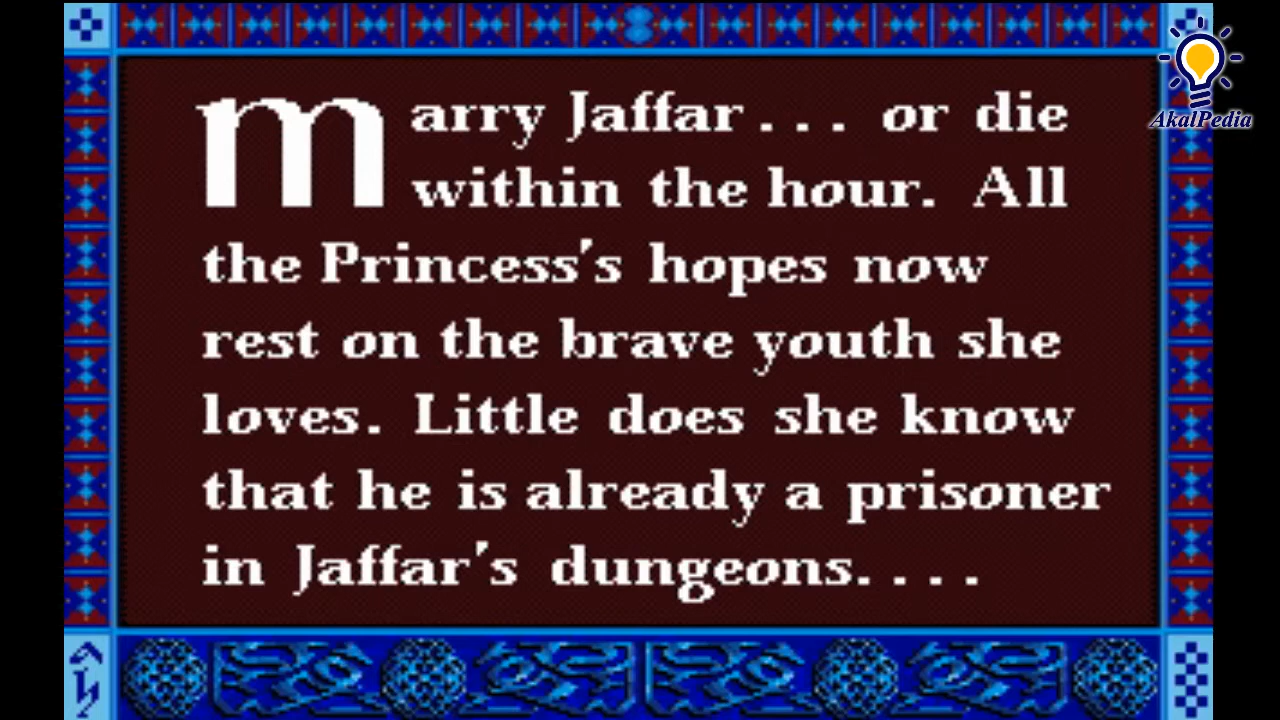 Marry Jaffar... or die
within the hour. All
the Princess's hopes now
rest on the brave youth she
loves. Little does she know
that he is already a prisoner
in Jaffar's dungeons....
AkalPedia